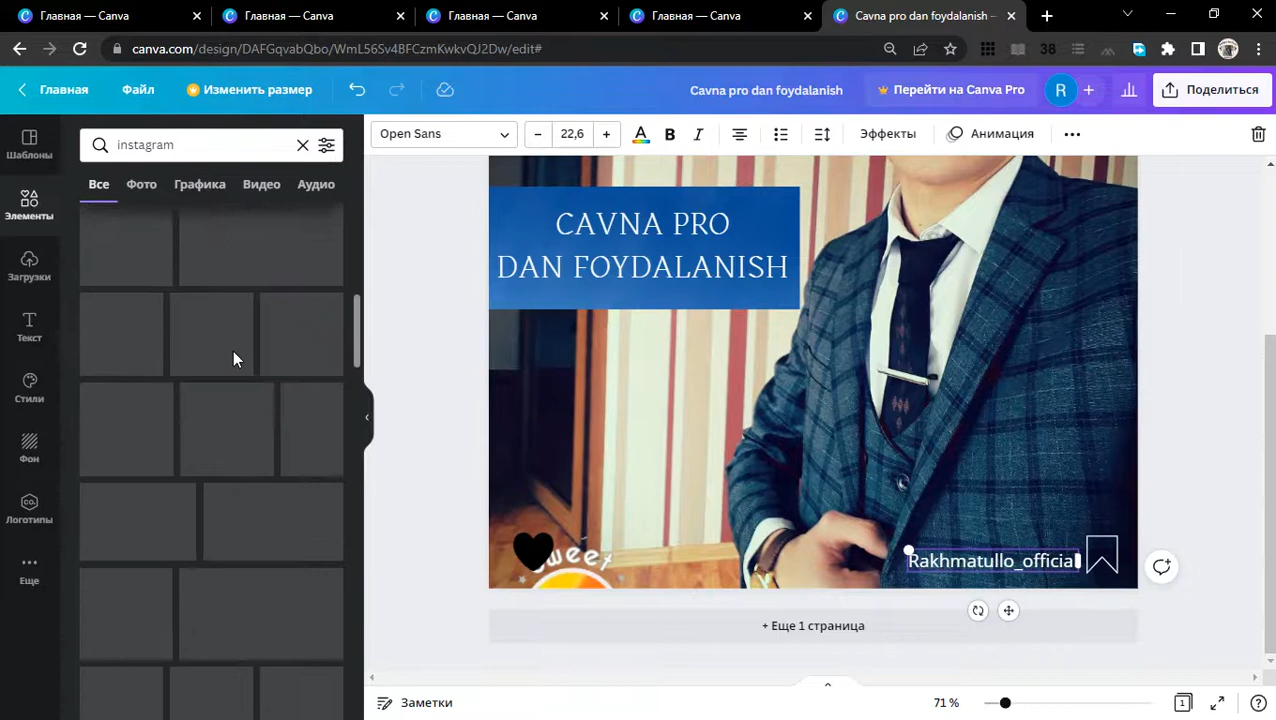 Главная — Canva
Главная — Canva
Главная — Canva
Главная — Canva
Cavna pro dan foydalanish —
canva.com/design/DAFGqvabQbo/WmL56Sv4BFCzmKwkvQJ2Dw/edit#
38
Главная
Файл
Изменить размер
Cavna pro dan foydalanish
Перейти на Canva Pro
R
Поделиться
Шаблоны
Элементы
Загрузки
Текст
Стили
Фон
Логотипы
Еще
instagram
Все
Фото
Графика
Видео
Аудио
Open Sans
22,6
A
B
I
Эффекты
Анимация
CAVNA PRO
DAN FOYDALANISH
sweet
Rakhmatullo_official
+ Еще 1 страница
Заметки
71 %
1